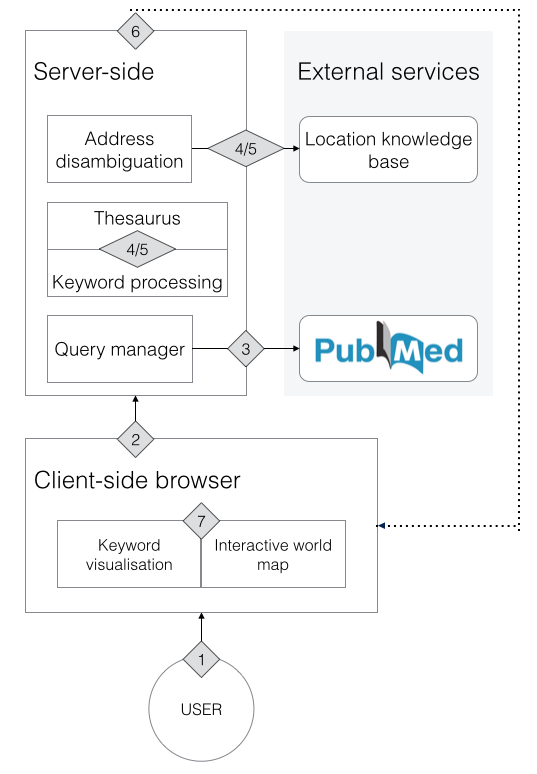 6
Server-side
External services
Address
disambiguation
4/5
Location knowledge
base
Thesaurus
4/5
Keyword processing
Query manager
3
PubMed
2
Client-side browser
7
Keyword
visualisation
Interactive world
map
1
USER